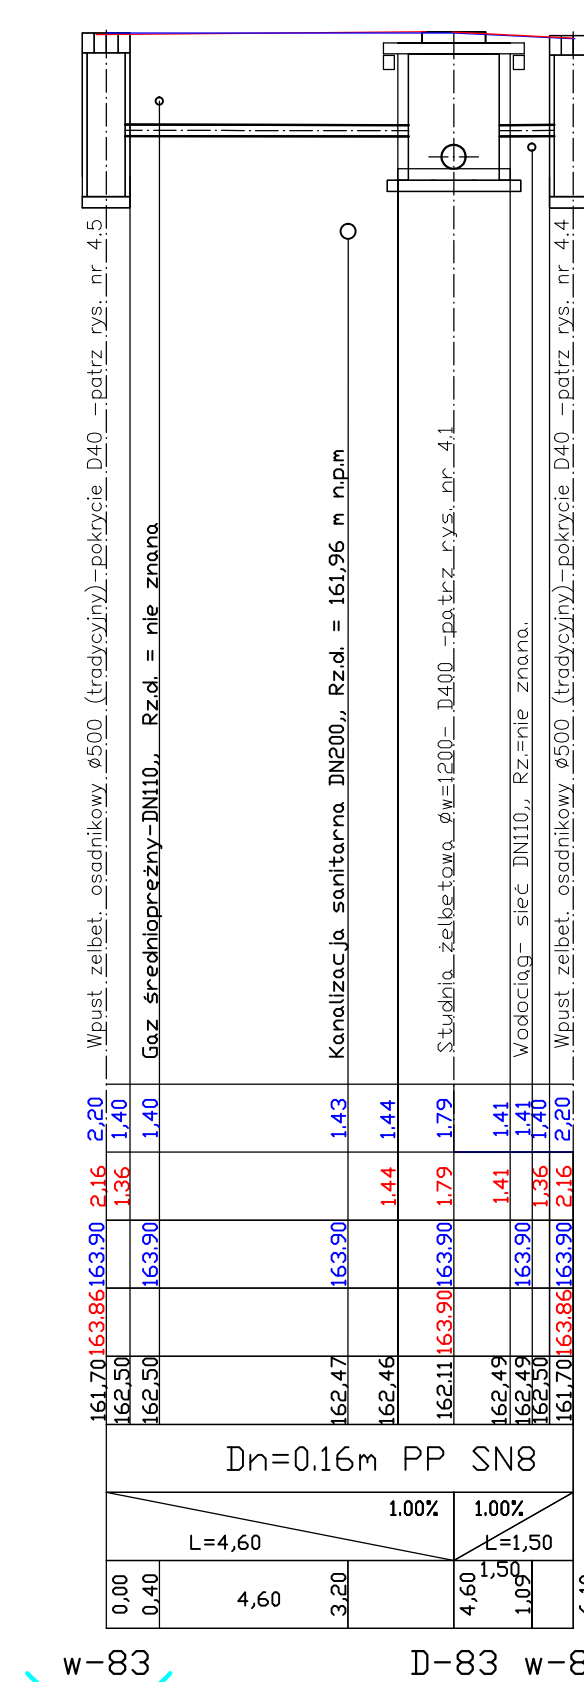 Wpust żelbet. osadnikowy ø500 (tradycyjny)-pokrycie D40 -patrz rys. nr 4.5
Gaz średnioprężny-DN110,, Rz.d. = nie znana
Kanalizacja sanitarna DN200,, Rz.d. = 161,96 m n.p.m
Studnia żelbetowa øw=1200- D400 -patrz rys. nr 4.1
Wodociąg- sieć DN110,, Rz.=nie znana.
Wpust żelbet. osadnikowy ø500 (tradycyjny)-pokrycie D40 -patrz rys. nr 4.4
2,20 1,40 1,40 1.43 1.44 1.79 1.41 1.41 1,40 2,20
2,16 1.36 1.44 1.79 1.41 1,36 2,16
163.90 163.90 163.90 163.90 163.90 163.90
163.86 163.90 163.86
161,70 162,50 162,50 162,47 162,46 162.11 162,49 162,49 162,50 161,70
Dn=0.16m PP SN8
1.00% 1.00%
L=4,60 L=1,50
1,50
0,00 0,40 4,60 3,20 4,60 1,09
w-83 D-83